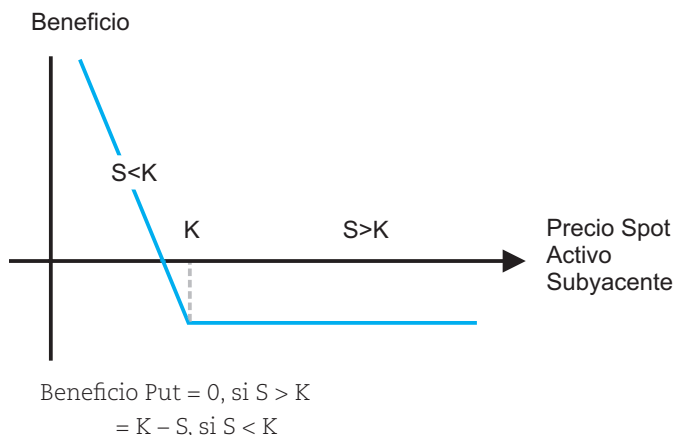 Beneficio
S<K
K
S>K
Precio Spot
Activo
Subyacente
Beneficio Put = 0, si S > K
= K – S, si S < K